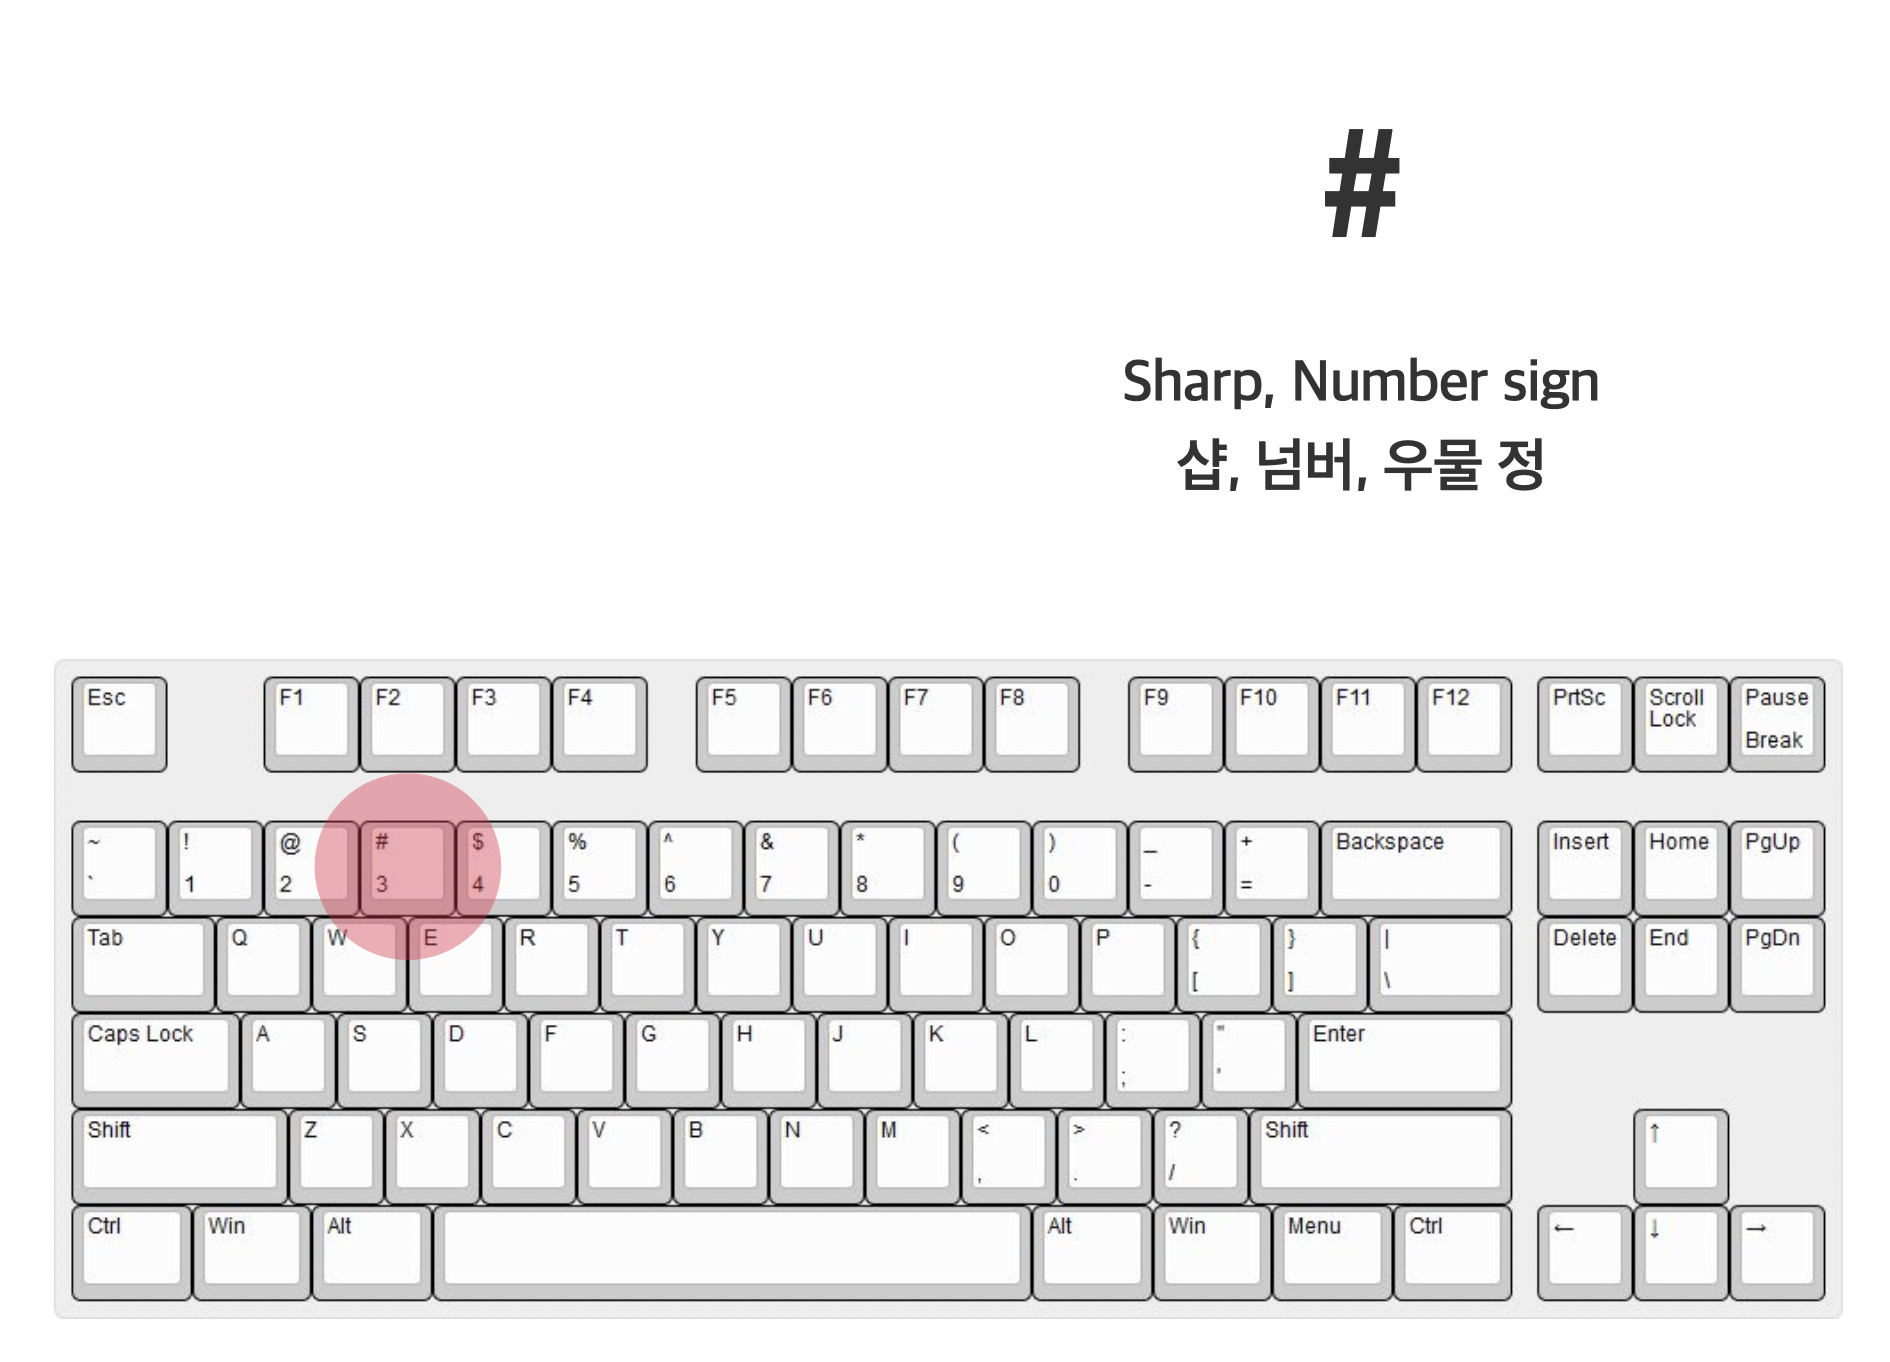 #
Sharp, Number sign
샵, 넘버, 우물 정
Esc F1 F2 F3 F4 F5 F6 F7 F8 F9 F10 F11 F12 PrtSc Scroll Lock Pause Break
~ ! @ # $ % ^ & * ( ) _ + Backspace Insert Home PgUp
` 1 2 3 4 5 6 7 8 9 0 - =
Tab Q W E R T Y U I O P { } | Delete End PgDn
[ ] \
Caps Lock A S D F G H J K L : " Enter
; '
Shift Z X C V B N M < > ? Shift ↑
, . /
Ctrl Win Alt Alt Win Menu Ctrl ← ↓ →